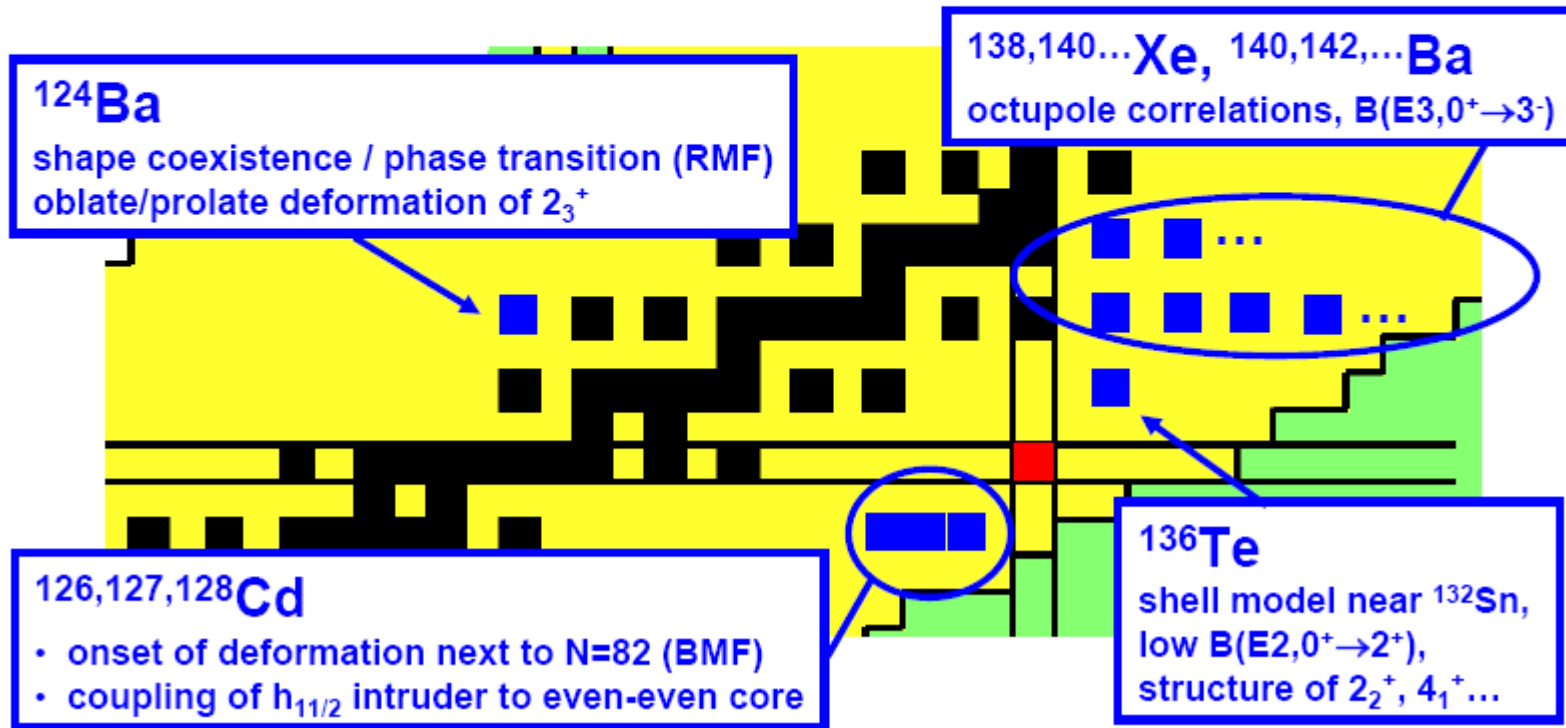 ¹²⁴Ba
shape coexistence / phase transition (RMF)
oblate/prolate deformation of 2₃⁺
¹³⁸,¹⁴⁰…Xe, ¹⁴⁰,¹⁴²,…Ba
octupole correlations, B(E3,0⁺→3⁻)
...
...
¹²⁶,¹²⁷,¹²⁸Cd
• onset of deformation next to N=82 (BMF)
• coupling of h₁₁/₂ intruder to even-even core
¹³⁶Te
shell model near ¹³²Sn,
low B(E2,0⁺→2⁺),
structure of 2₂⁺, 4₁⁺…